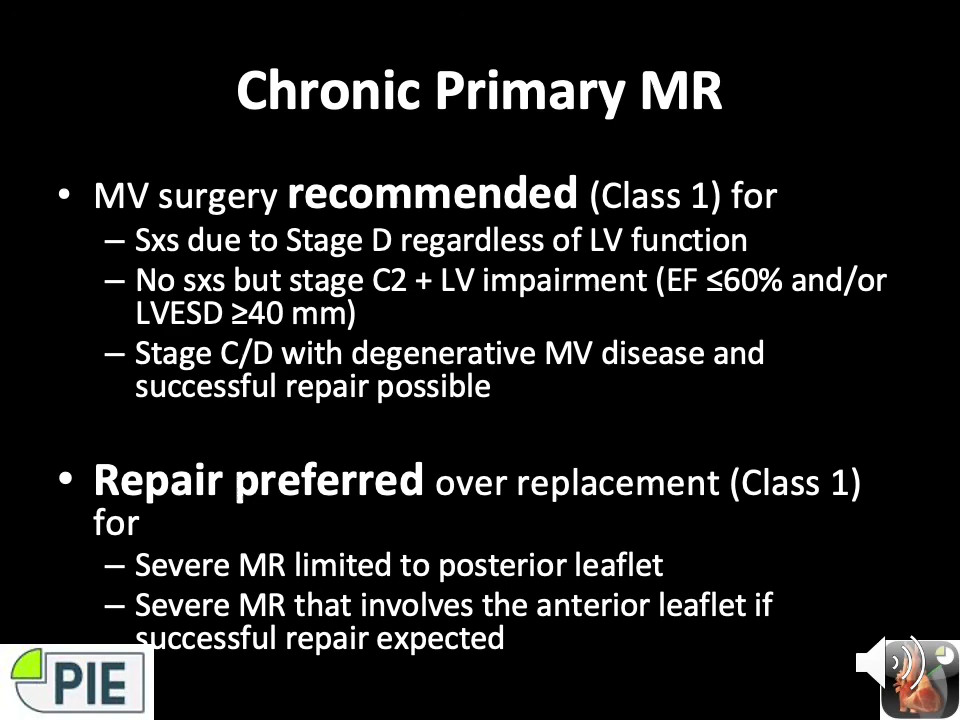 Chronic Primary MR
• MV surgery recommended (Class 1) for
– Sxs due to Stage D regardless of LV function
– No sxs but stage C2 + LV impairment (EF ≤60% and/or
LVESD ≥40 mm)
– Stage C/D with degenerative MV disease and
successful repair possible
• Repair preferred over replacement (Class 1)
for
– Severe MR limited to posterior leaflet
– Severe MR that involves the anterior leaflet if
successful repair expected
PIE